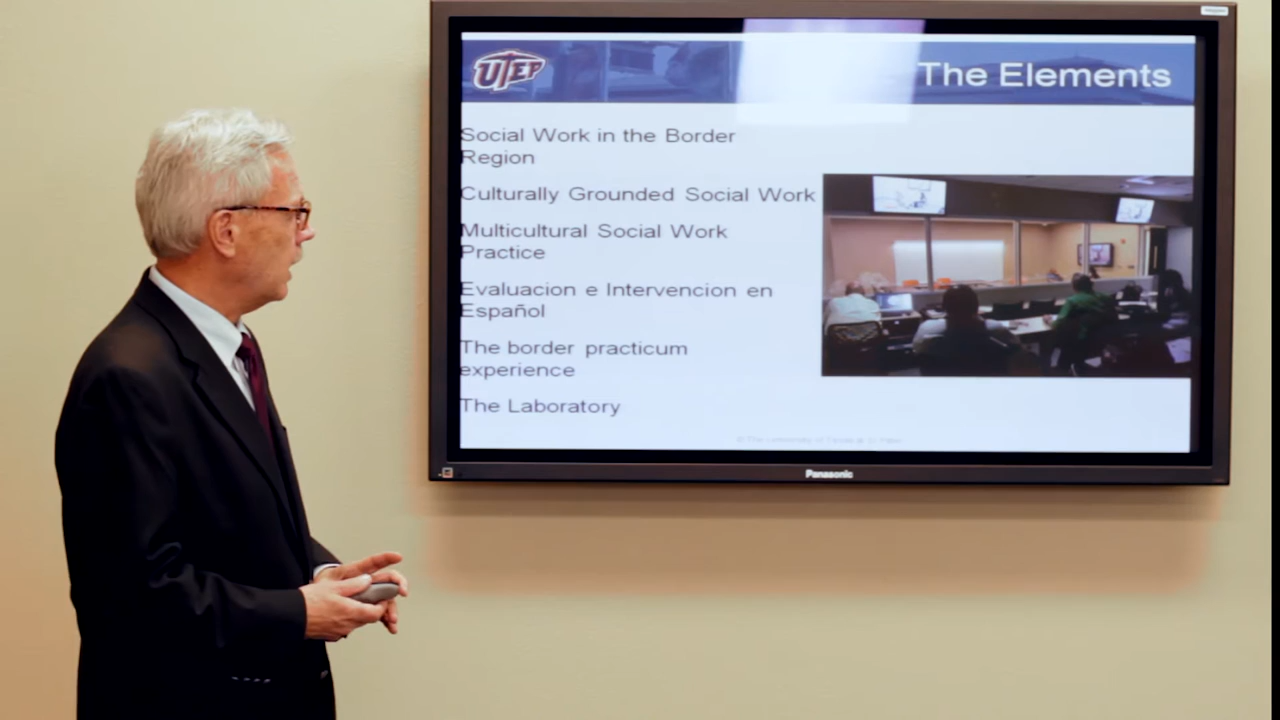 UTEP
The Elements
Social Work in the Border
Region
Culturally Grounded Social Work
Multicultural Social Work
Practice
Evaluacion e Intervencion en
Español
The border practicum
experience
The Laboratory
Panasonic